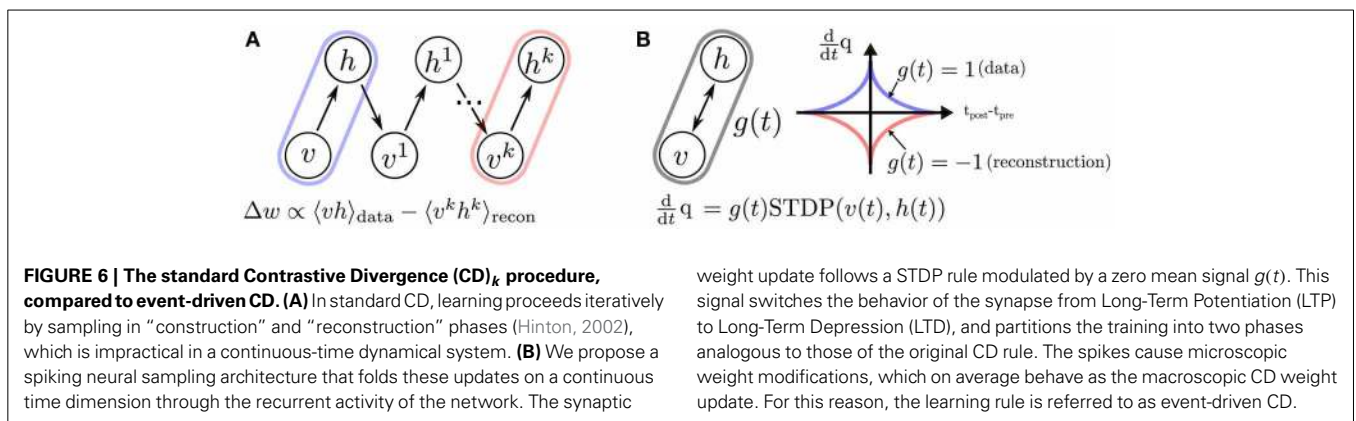 A
h h¹ hᵏ
...
v v¹ vᵏ
Δw ∝ ⟨vh⟩data − ⟨vᵏhᵏ⟩recon
B
h
g(t)
v
d/dt q
g(t) = 1 (data)
tpost-tpre
g(t) = −1 (reconstruction)
d/dt q = g(t)STDP(v(t), h(t))
FIGURE 6 | The standard Contrastive Divergence (CD)k procedure,
compared to event-driven CD. (A) In standard CD, learning proceeds iteratively
by sampling in “construction” and “reconstruction” phases (Hinton, 2002),
which is impractical in a continuous-time dynamical system. (B) We propose a
spiking neural sampling architecture that folds these updates on a continuous
time dimension through the recurrent activity of the network. The synaptic
weight update follows a STDP rule modulated by a zero mean signal g(t). This
signal switches the behavior of the synapse from Long-Term Potentiation (LTP)
to Long-Term Depression (LTD), and partitions the training into two phases
analogous to those of the original CD rule. The spikes cause microscopic
weight modifications, which on average behave as the macroscopic CD weight
update. For this reason, the learning rule is referred to as event-driven CD.